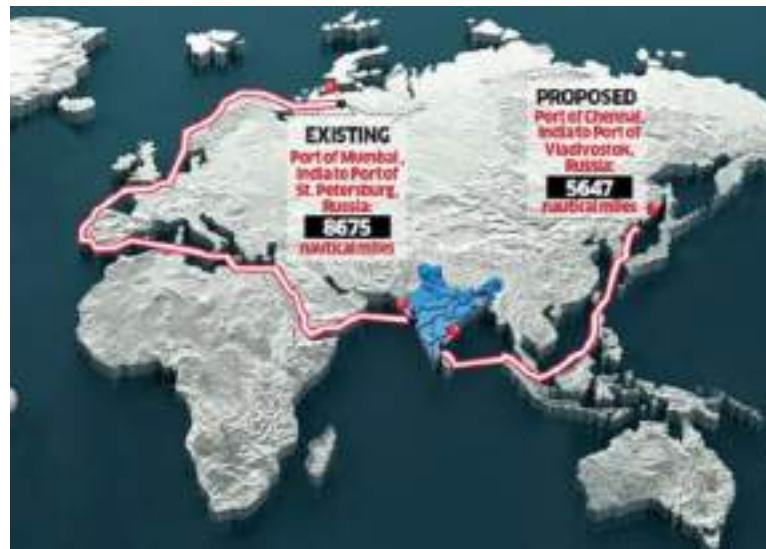 EXISTING
Port of Mumbai,
India to Port of
St. Petersburg,
Russia:
8675
nautical miles
PROPOSED
Port of Chennai,
India to Port of
Vladivostok,
Russia:
5647
nautical miles